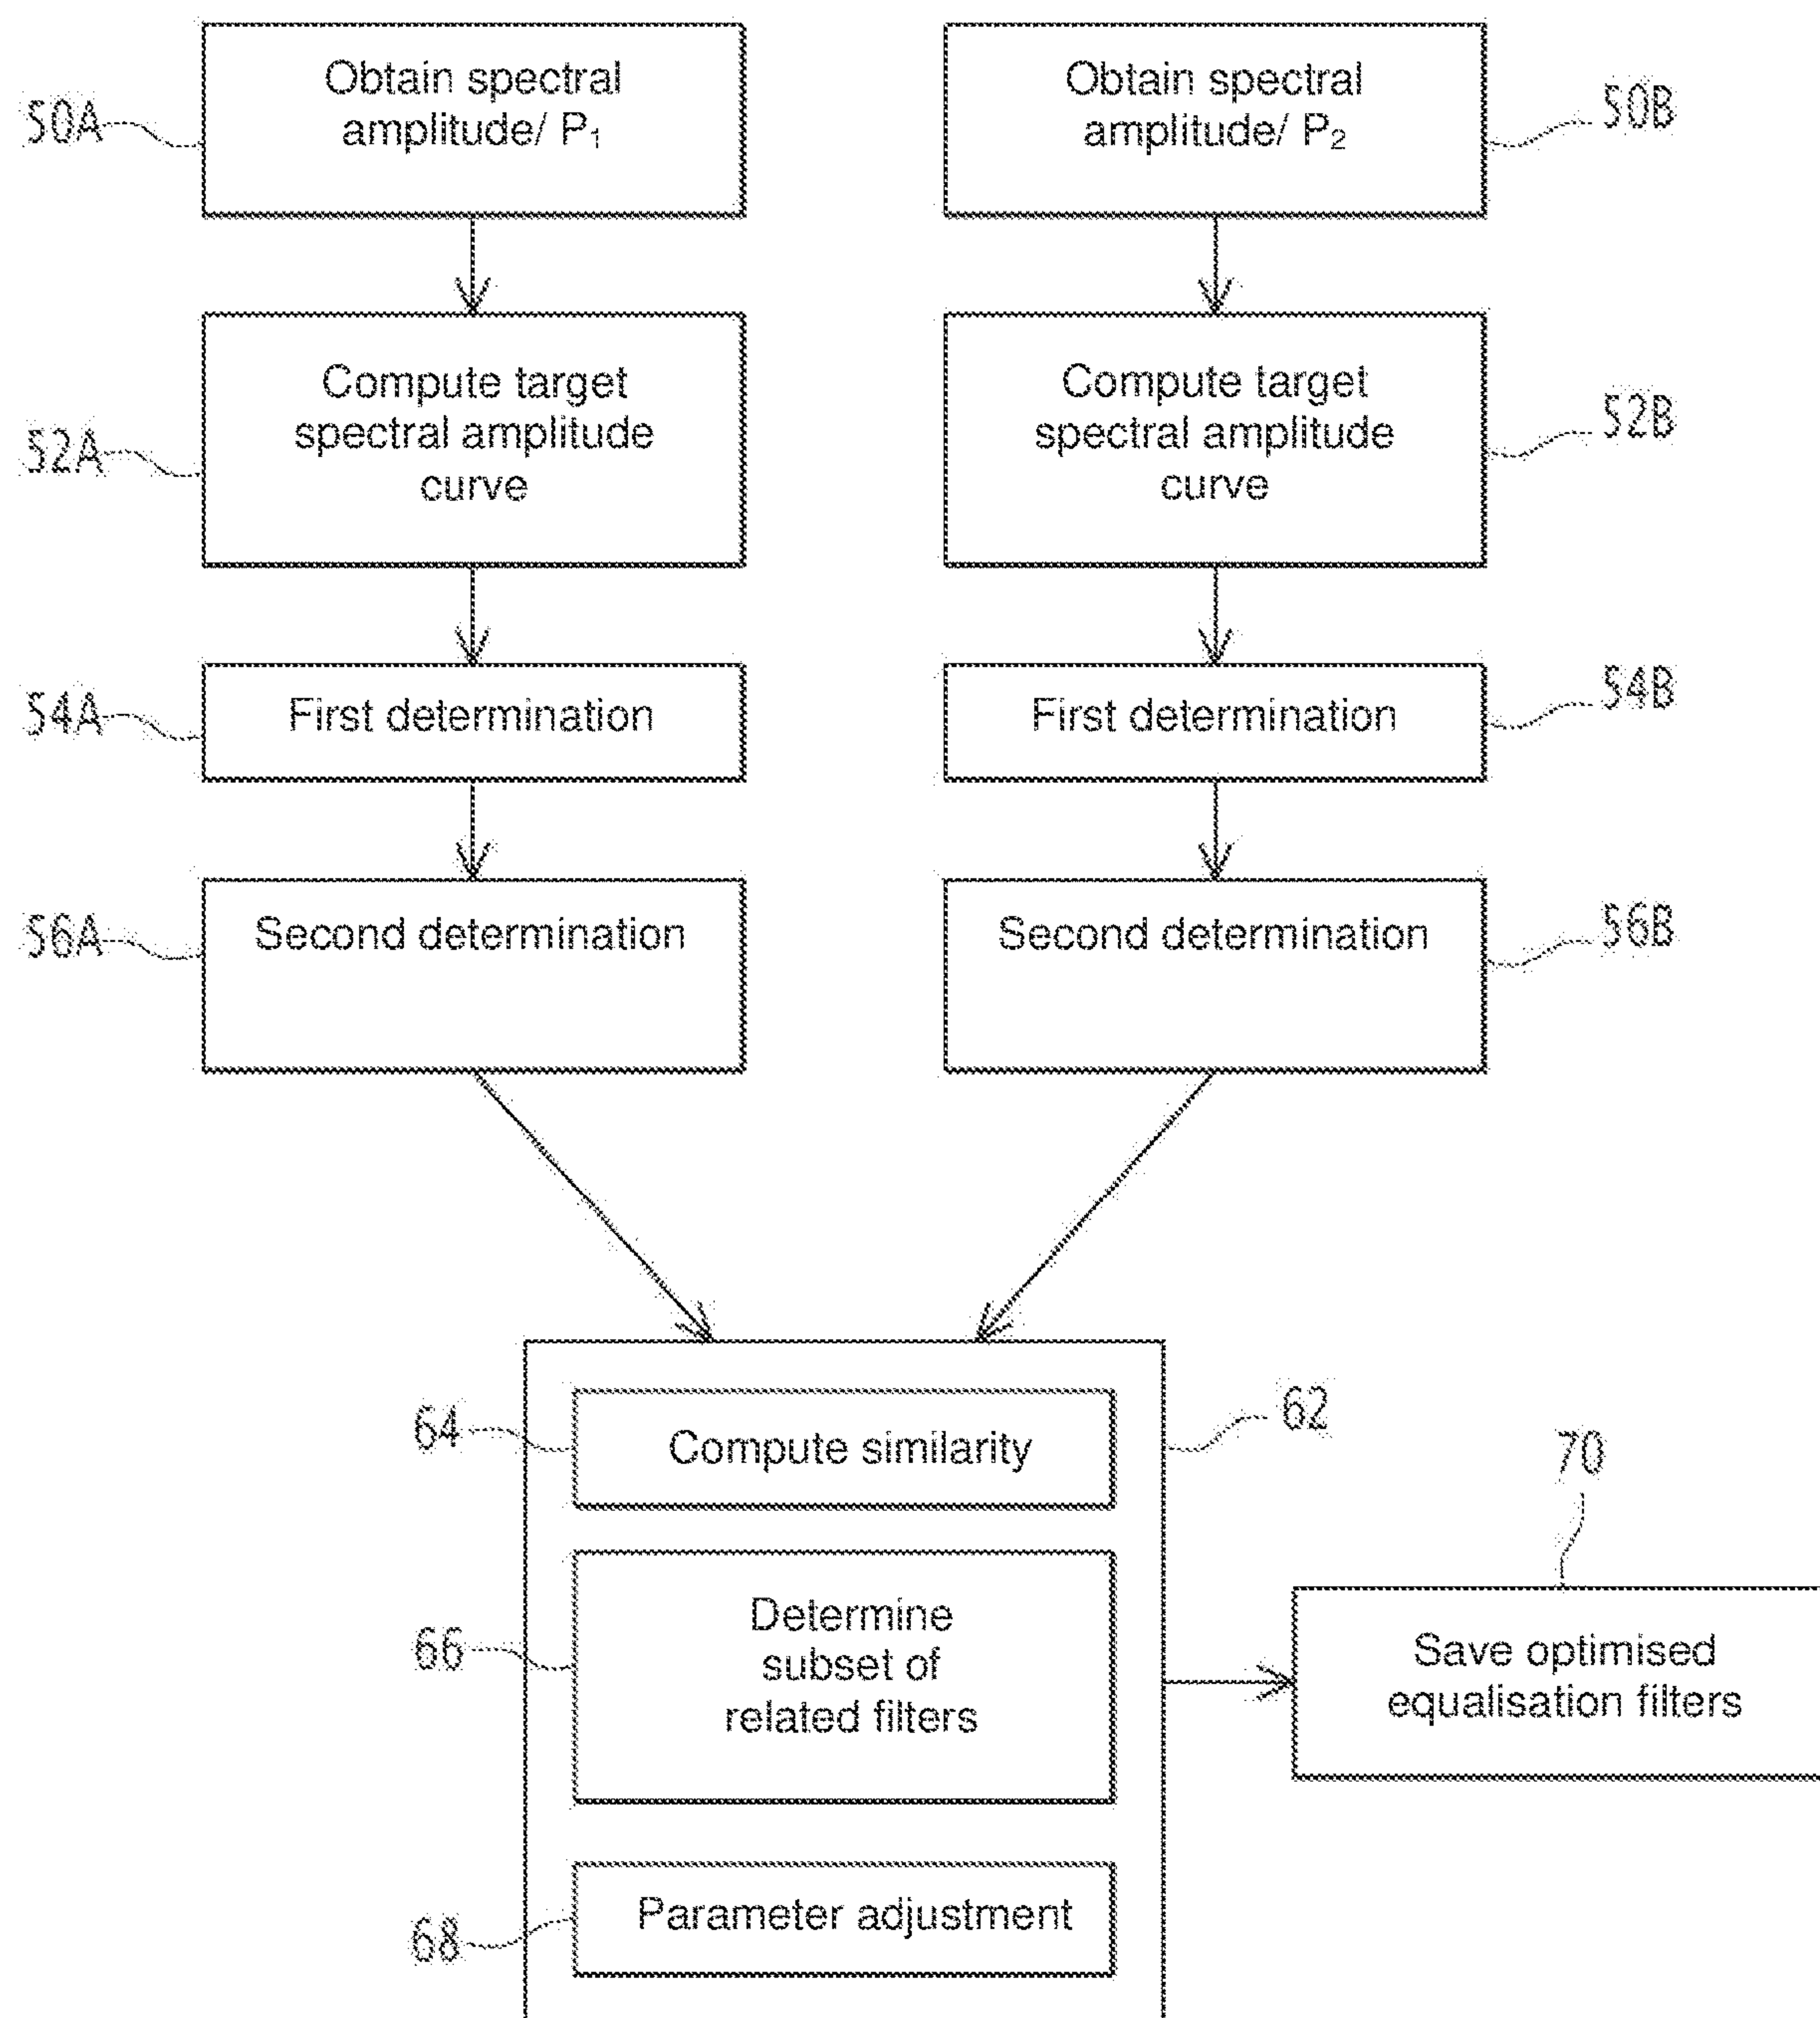 Obtain spectral
amplitude/ P₁
50A
Obtain spectral
amplitude/ P₂
50B
Compute target
spectral amplitude
curve
52A
Compute target
spectral amplitude
curve
52B
First determination
54A
First determination
54B
Second determination
56A
Second determination
56B
62
64
Compute similarity
70
66
Determine
subset of
related filters
Save optimised
equalisation filters
68
Parameter adjustment